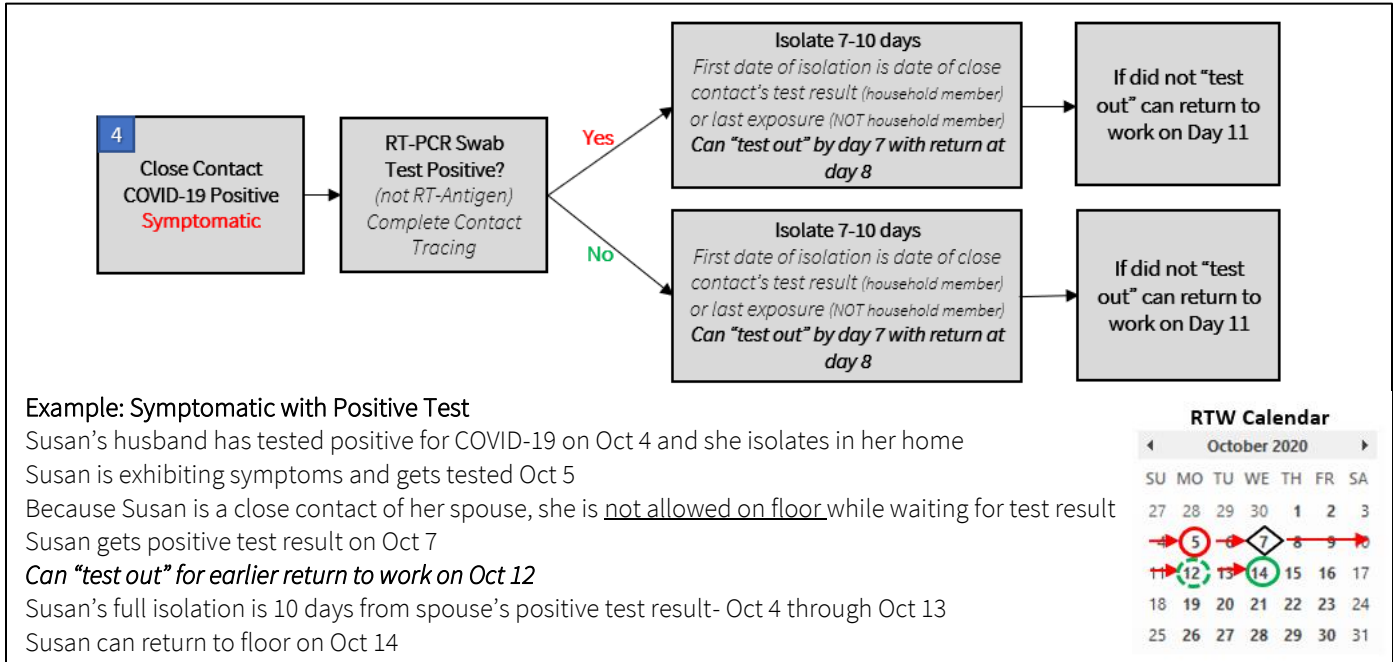 4
Close Contact
COVID-19 Positive
Symptomatic
RT-PCR Swab
Test Positive?
(not RT-Antigen)
Complete Contact
Tracing
Yes
No
Isolate 7-10 days
First date of isolation is date of close
contact's test result (household member)
or last exposure (NOT household member)
Can "test out" by day 7 with return at
day 8
If did not "test
out" can return to
work on Day 11
Isolate 7-10 days
First date of isolation is date of close
contact's test result (household member)
or last exposure (NOT household member)
Can "test out" by day 7 with return at
day 8
If did not "test
out" can return to
work on Day 11
Example: Symptomatic with Positive Test
Susan's husband has tested positive for COVID-19 on Oct 4 and she isolates in her home
Susan is exhibiting symptoms and gets tested Oct 5
Because Susan is a close contact of her spouse, she is not allowed on floor while waiting for test result
Susan gets positive test result on Oct 7
Can "test out" for earlier return to work on Oct 12
Susan's full isolation is 10 days from spouse's positive test result- Oct 4 through Oct 13
Susan can return to floor on Oct 14
RTW Calendar
October 2020
SU MO TU WE TH FR SA
27 28 29 30 1 2 3
4 5 6 7 8 9 10
11 12 13 14 15 16 17
18 19 20 21 22 23 24
25 26 27 28 29 30 31